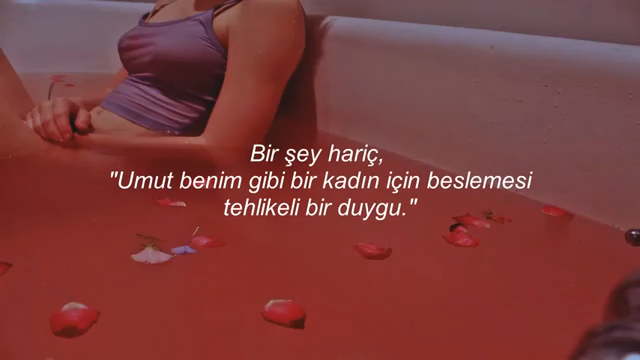 Bir şey hariç,
"Umut benim gibi bir kadın için beslemesi
tehlikeli bir duygu."